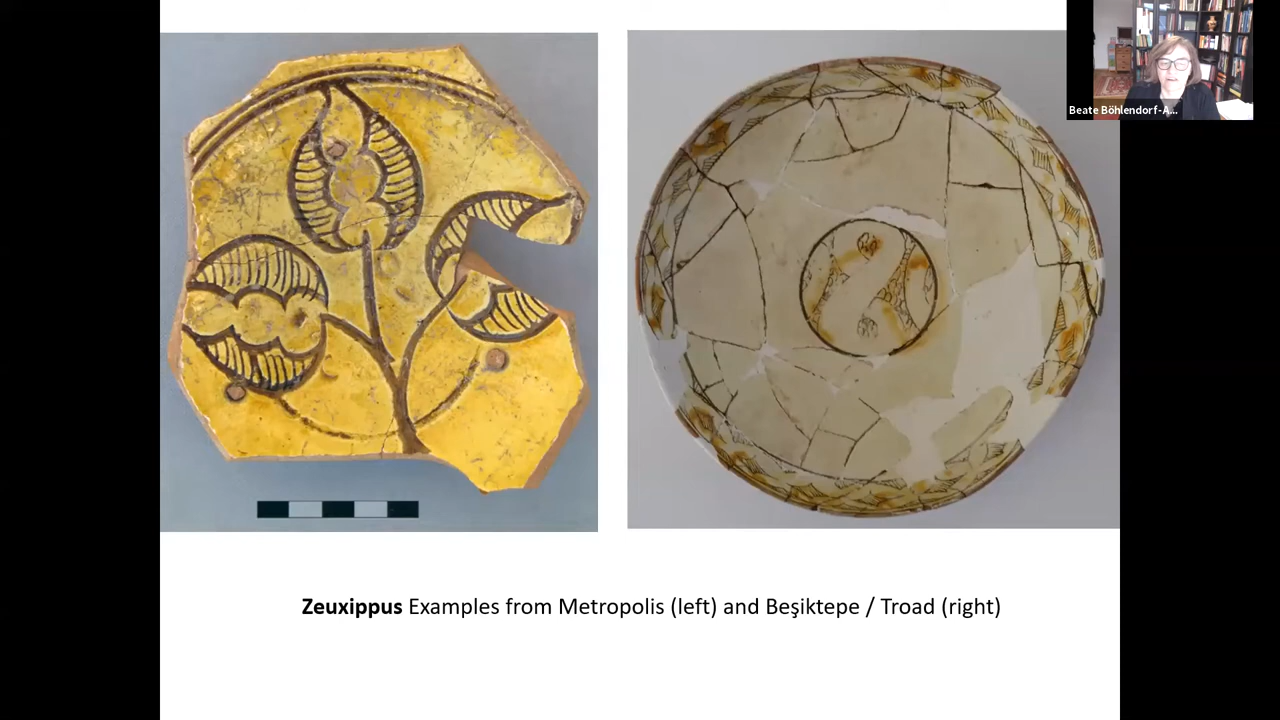 Beate Böhlendorf-A...
Zeuxippus Examples from Metropolis (left) and Beşiktepe / Troad (right)